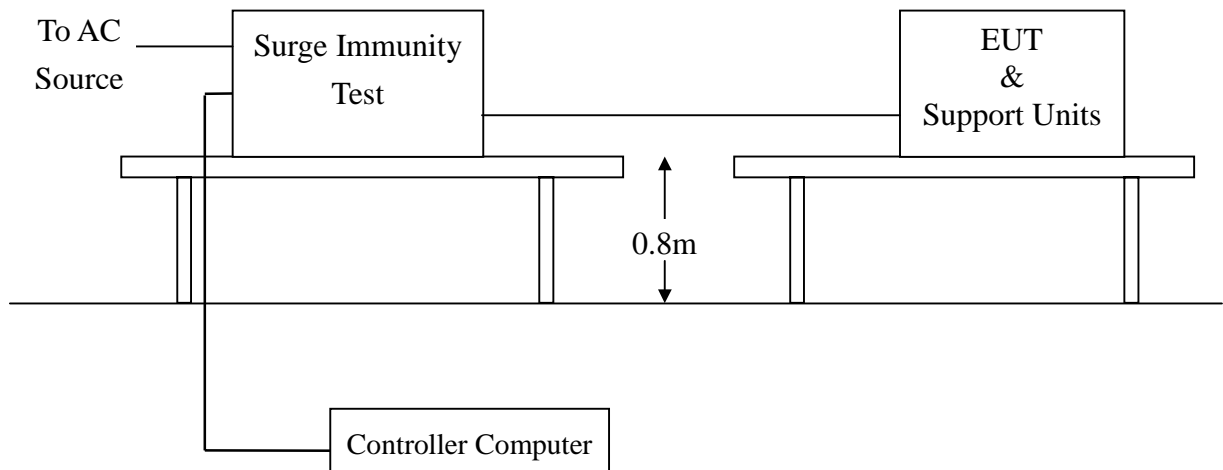 To AC
Source
Surge Immunity
Test
EUT
&
Support Units
0.8m
Controller Computer